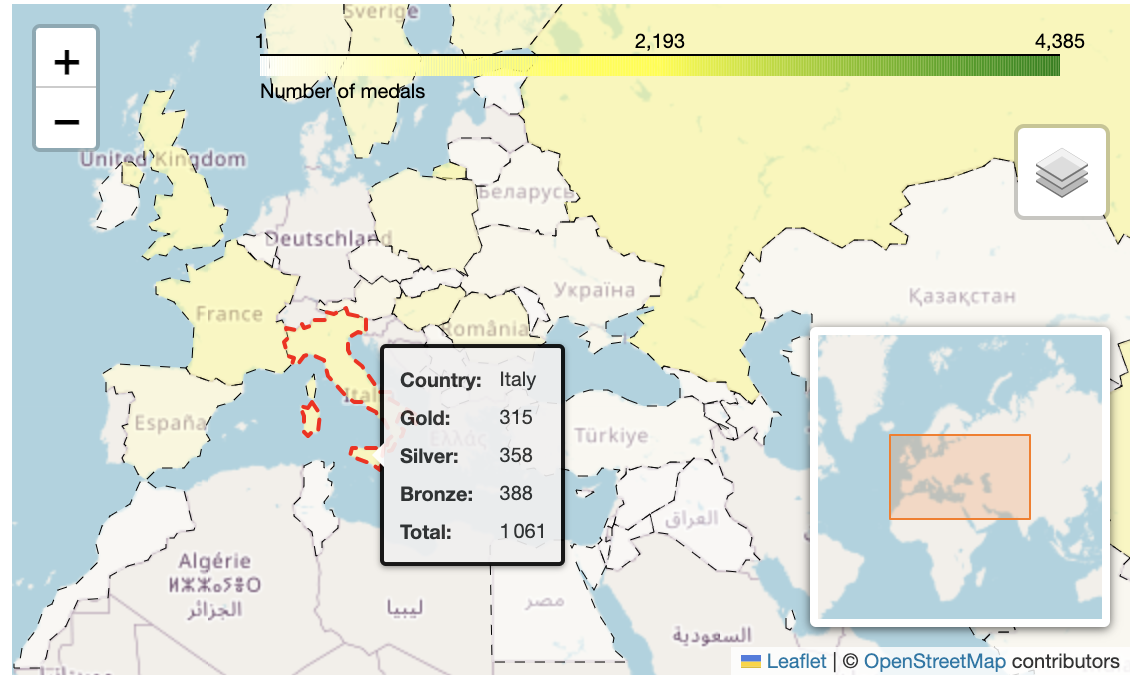 Sverige
1 2,193 4,385
Number of medals
+
−
United Kingdom
Беларусь
Deutschland
Україна
Қазақстан
France
România
Country: Italy
Gold: 315
Silver: 358
Bronze: 388
Total: 1 061
Ital
España
Ελλάς
Türkiye
العراق
Algérie
ⵍⵣⵣⴰⵢⴻⵔ
الجزائر
ليبيا
مصر
السعودية
Leaflet | © OpenStreetMap contributors